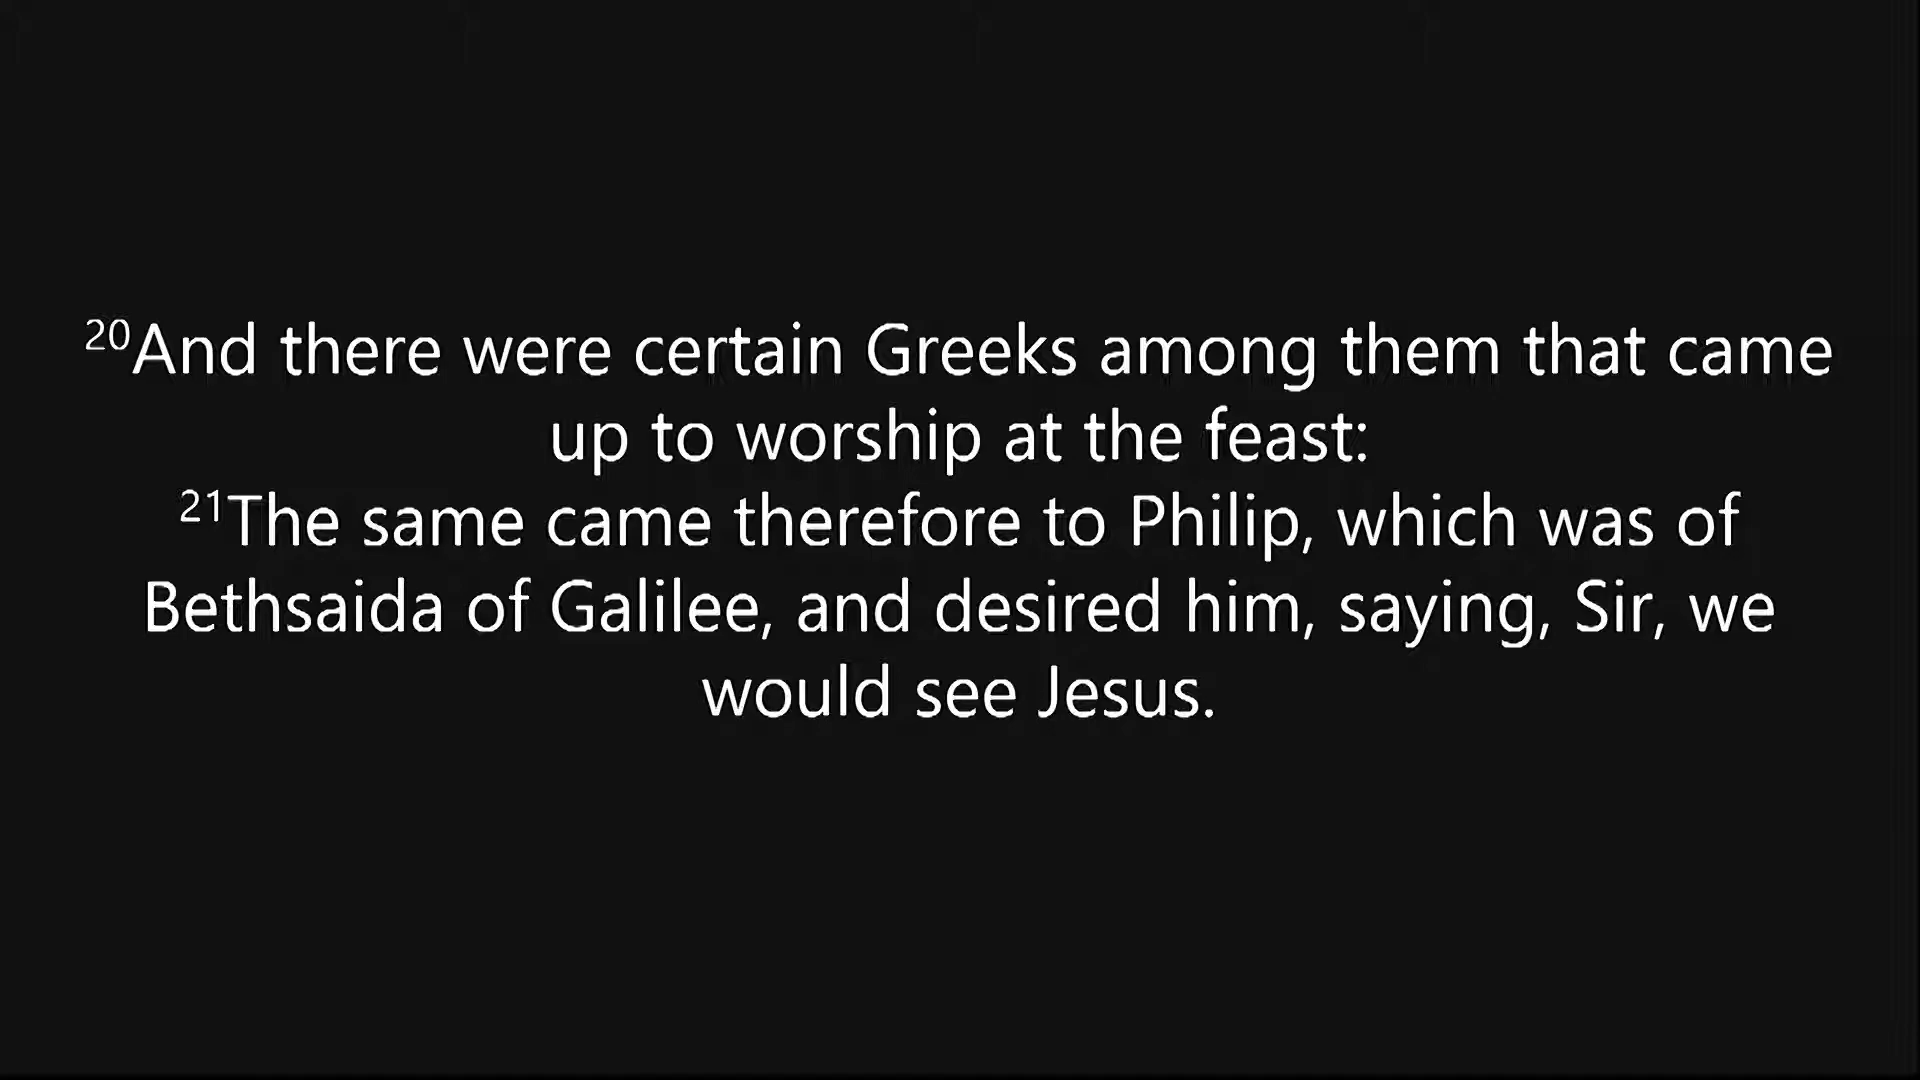 20And there were certain Greeks among them that came
up to worship at the feast:
21The same came therefore to Philip, which was of
Bethsaida of Galilee, and desired him, saying, Sir, we
would see Jesus.